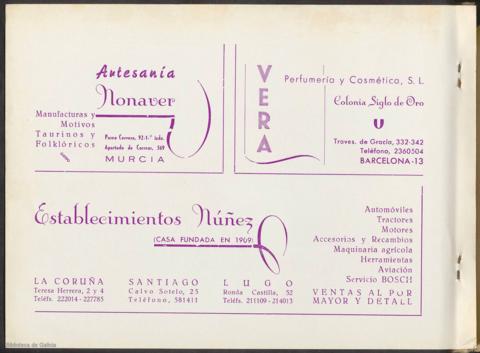 Artesanía
Nonaver
Manufacturas y
Motivos
Taurinos y
Folklóricos
Paseo Corvera, 92-1.° izda.
Apartado de Correos, 569
MURCIA
VERA
Perfumería y Cosmética, S. L.
Colonia Siglo de Oro
Traves. de Gracia, 332-342
Teléfono, 2360504
BARCELONA-13
Establecimientos Núñez
(CASA FUNDADA EN 1909)
Automóviles
Tractores
Motores
Accesorios y Recambios
Maquinaria agrícola
Herramientas
Aviación
Servicio BOSCH
VENTAS AL POR
MAYOR Y DETALL
LA CORUÑA
Teresa Herrera, 2 y 4
Teléfs. 222014 - 227785
SANTIAGO
Calvo Sotelo, 25
Teléfono, 581411
LUGO
Ronda Castilla, 52
Teléfs. 211109 - 214013
Biblioteca de Galicia